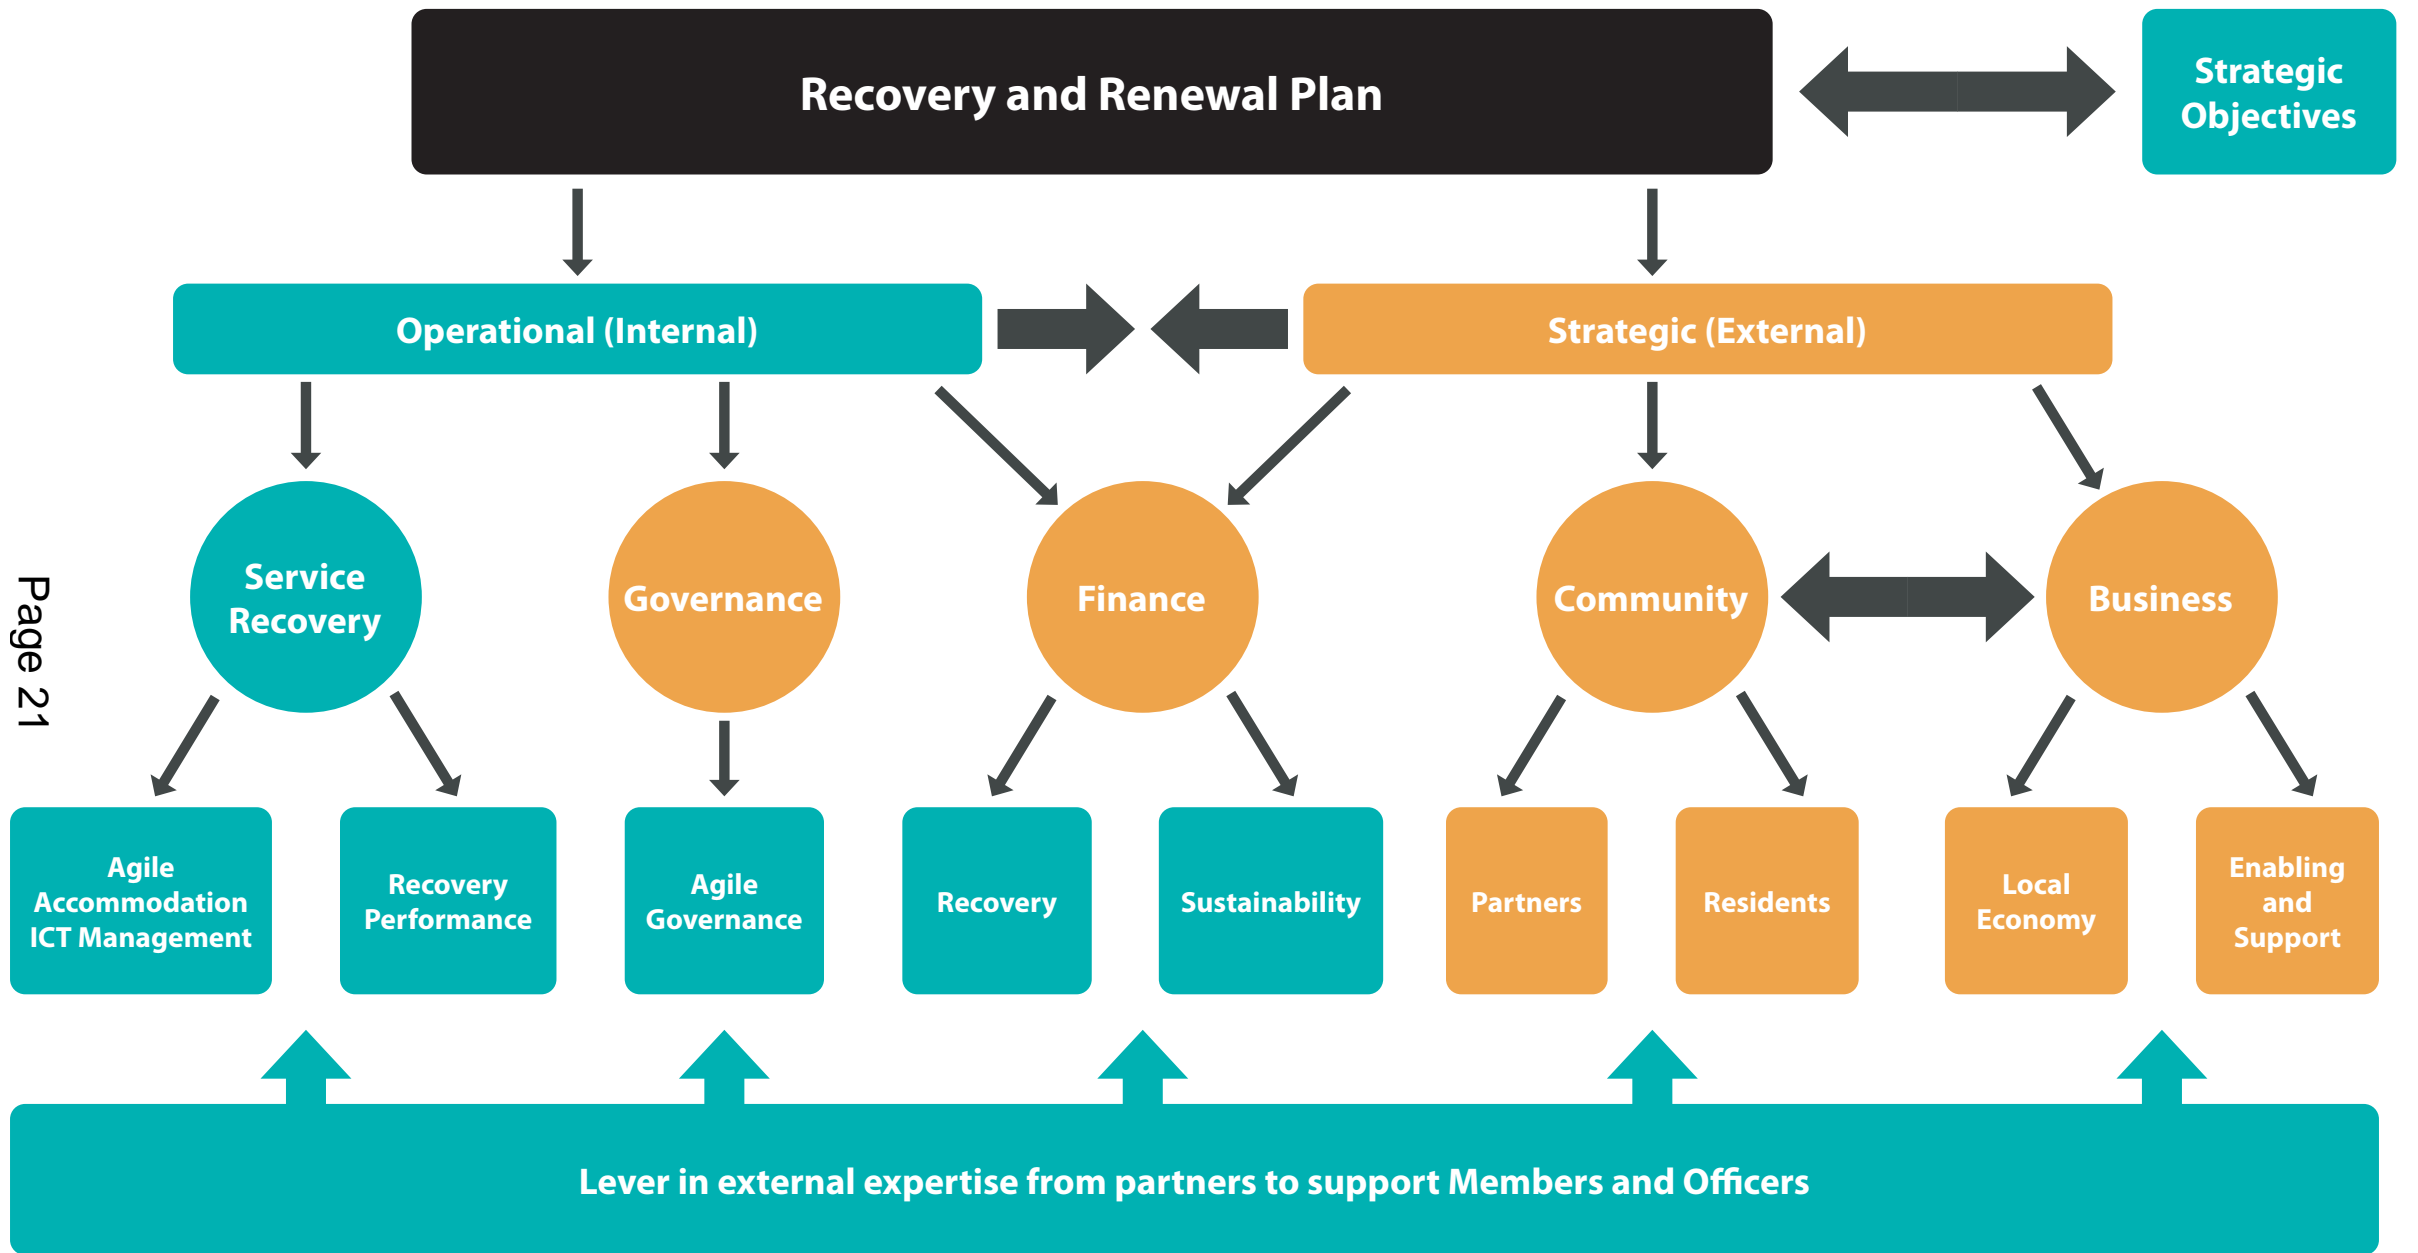 Recovery and Renewal Plan
Strategic
Objectives
Operational (Internal)
Strategic (External)
Service
Recovery
Governance
Finance
Community
Business
Agile
Accommodation
ICT Management
Recovery
Performance
Agile
Governance
Recovery
Sustainability
Partners
Residents
Local
Economy
Enabling
and
Support
Lever in external expertise from partners to support Members and Officers
Page 21